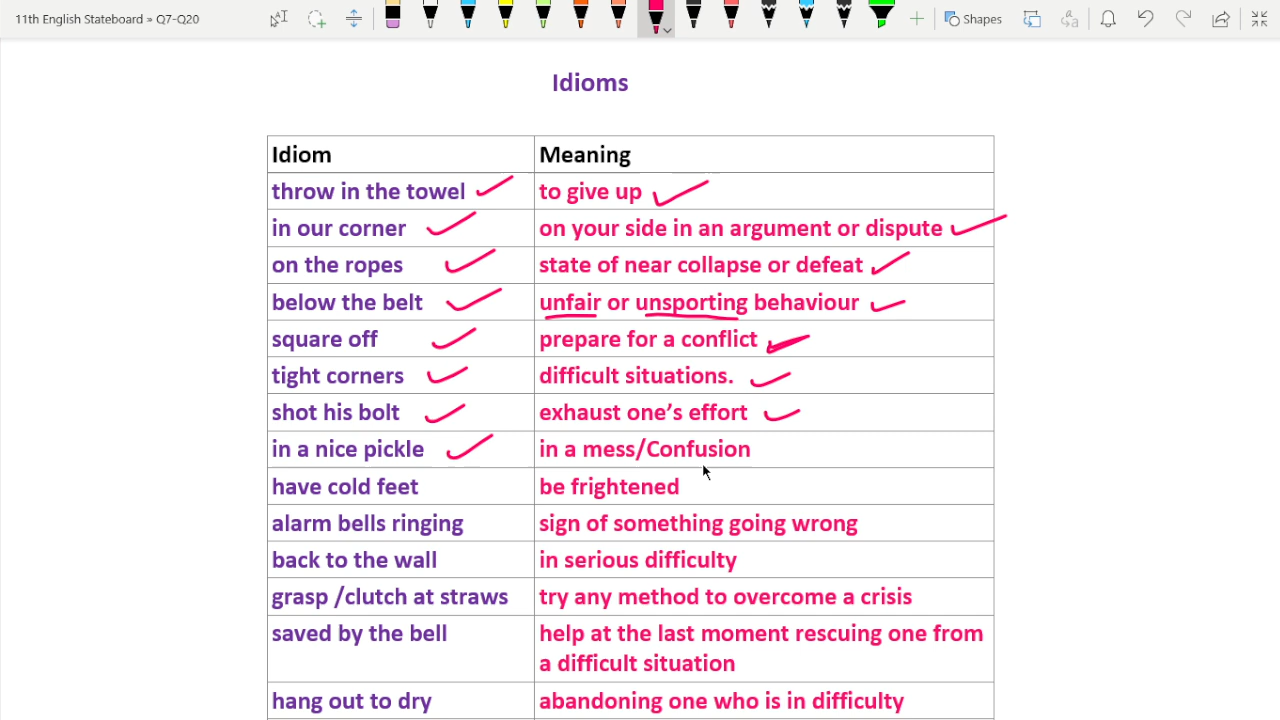 11th English Stateboard » Q7-Q20
Shapes
Idioms
Idiom Meaning
throw in the towel to give up
in our corner on your side in an argument or dispute
on the ropes state of near collapse or defeat
below the belt unfair or unsporting behaviour
square off prepare for a conflict
tight corners difficult situations.
shot his bolt exhaust one’s effort
in a nice pickle in a mess/Confusion
have cold feet be frightened
alarm bells ringing sign of something going wrong
back to the wall in serious difficulty
grasp /clutch at straws try any method to overcome a crisis
saved by the bell help at the last moment rescuing one from
a difficult situation
hang out to dry abandoning one who is in difficulty